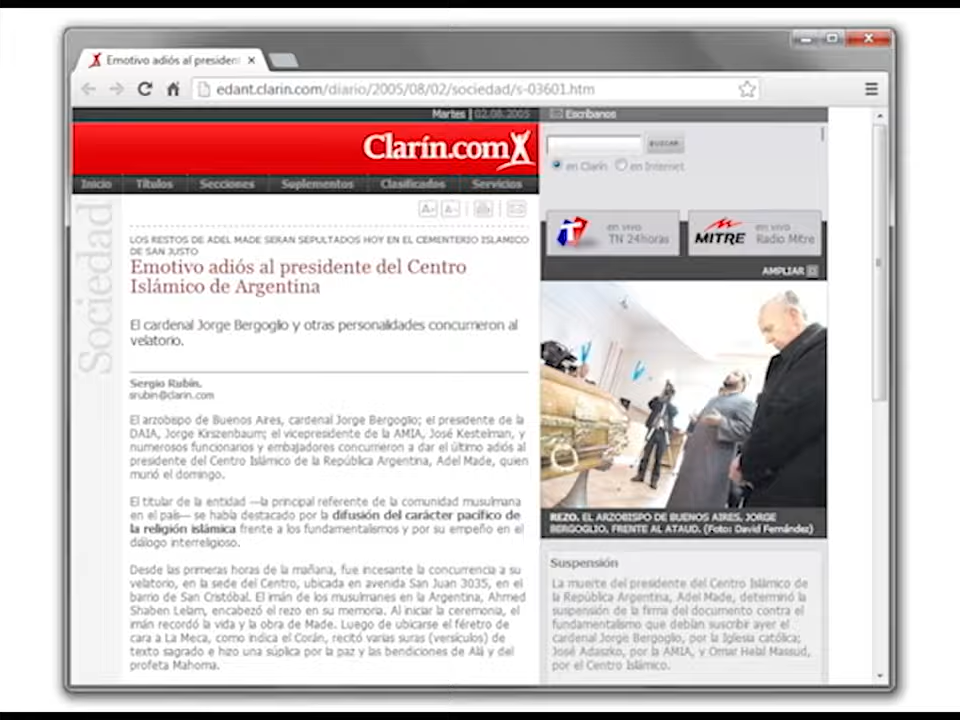 Emotivo adiós al president
edant.clarin.com/diario/2005/08/02/sociedad/s-03601.htm
Martes | 02.08.2005
Escríbanos
Clarín.com
BUSCAR
en Clarín
en Internet
Inicio
Títulos
Secciones
Suplementos
Clasificados
Servicios
Sociedad
A+
A-
EN VIVO
TN 24horas
MITRE
EN VIVO
Radio Mitre
AMPLIAR
LOS RESTOS DE ADEL MADE SERAN SEPULTADOS HOY EN EL CEMENTERIO ISLAMICO
DE SAN JUSTO
Emotivo adiós al presidente del Centro
Islámico de Argentina
El cardenal Jorge Bergoglio y otras personalidades concurrieron al
velatorio.
Sergio Rubín.
srubin@clarin.com
El arzobispo de Buenos Aires, cardenal Jorge Bergoglio; el presidente de la
DAIA, Jorge Kirszenbaum; el vicepresidente de la AMIA, José Kestelman, y
numerosos funcionarios y embajadores concurrieron a dar el último adiós al
presidente del Centro Islámico de la República Argentina, Adel Made, quien
murió el domingo.
El titular de la entidad —la principal referente de la comunidad musulmana
en el país— se había destacado por la difusión del carácter pacífico de
la religión islámica frente a los fundamentalismos y por su empeño en el
diálogo interreligioso.
Desde las primeras horas de la mañana, fue incesante la concurrencia a su
velatorio, en la sede del Centro, ubicada en avenida San Juan 3035, en el
barrio de San Cristóbal. El imán de los musulmanes en la Argentina, Ahmed
Shaben Lelam, encabezó el rezo en su memoria. Al iniciar la ceremonia, el
imán recordó la vida y la obra de Made. Luego de ubicarse el féretro de
cara a La Meca, como indica el Corán, recitó varias suras (versículos) de
texto sagrado e hizo una súplica por la paz y las bendiciones de Alá y del
profeta Mahoma.
REZO. EL ARZOBISPO DE BUENOS AIRES, JORGE
BERGOGLIO, FRENTE AL ATAUD. (Foto: David Fernández)
Suspensión
La muerte del presidente del Centro Islámico de
la República Argentina, Adel Made, determinó la
suspensión de la firma del documento contra el
fundamentalismo que debían suscribir ayer el
cardenal Jorge Bergoglio, por la Iglesia católica;
José Adaszko, por la AMIA, y Omar Helal Massud,
por el Centro Islámico.